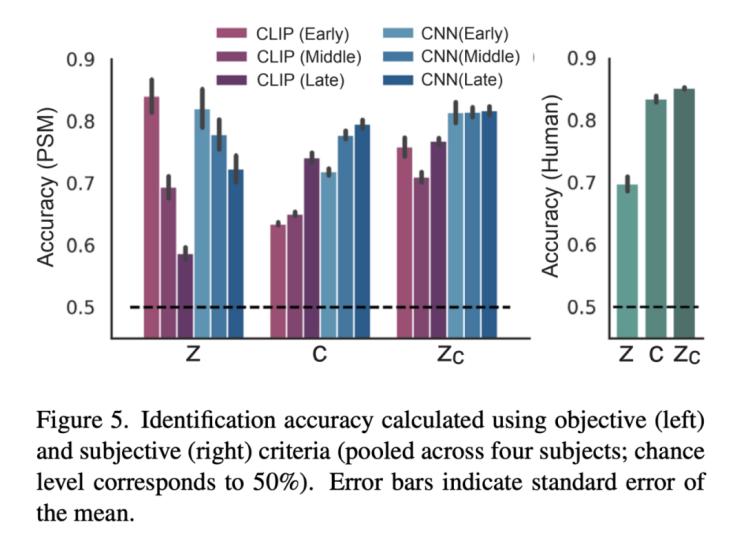 CLIP (Early)
CLIP (Middle)
CLIP (Late)
CNN(Early)
CNN(Middle)
CNN(Late)
Accuracy (PSM)
0.9
0.8
0.7
0.6
0.5
z
c
zc
Accuracy (Human)
0.9
0.8
0.7
0.6
0.5
z c zc
Figure 5. Identification accuracy calculated using objective (left)
and subjective (right) criteria (pooled across four subjects; chance
level corresponds to 50%). Error bars indicate standard error of
the mean.